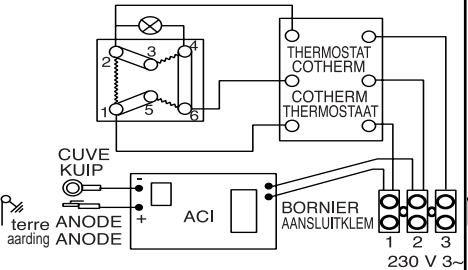 2
3
4
1
5
6
THERMOSTAT
COTHERM
COTHERM
THERMOSTAAT
CUVE
KUIP
-
+
ACI
terre ANODE
aarding ANODE
BORNIER
AANSLUITKLEM
1 2 3
230 V 3~